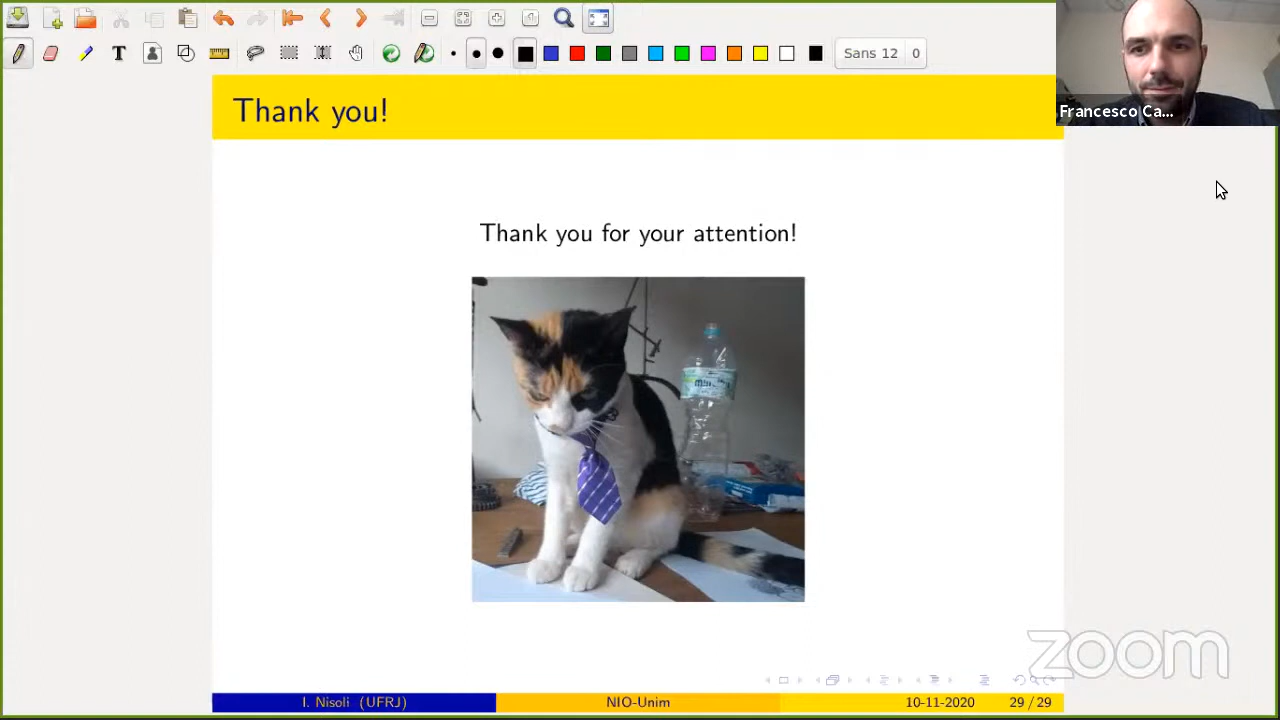 Sans 12 0
Francesco Ca...
Thank you!
Thank you for your attention!
zoom
I. Nisoli (UFRJ)
NIO-Unim
10-11-2020
29 / 29